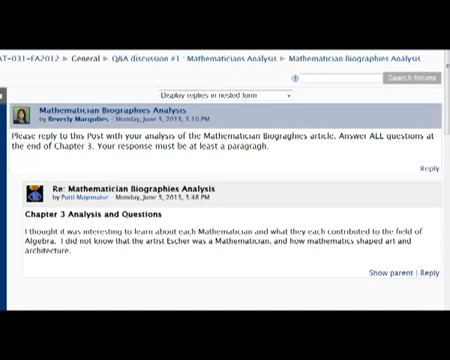 AT-031-FA2012 ► General ► Q&A discussion #1 : Mathematicians Analysis ► Mathematician Biographies Analysis
Search forums
Display replies in nested form
Mathematician Biographies Analysis
by Beverly Margulies - Monday, June 3, 2013, 5:10 PM
Please reply to this Post with your analysis of the Mathematician Biographies article. Answer ALL questions at
the end of Chapter 3. Your response must be at least a paragraph.
Reply
Re: Mathematician Biographies Analysis
by Patti Mayonaise - Monday, June 3, 2013, 5:48 PM
Chapter 3 Analysis and Questions
I thought it was interesting to learn about each Mathematician and what they each contributed to the field of
Algebra. I did not know that the artist Escher was a Mathematician, and how mathematics shaped art and
architecture.
Show parent | Reply